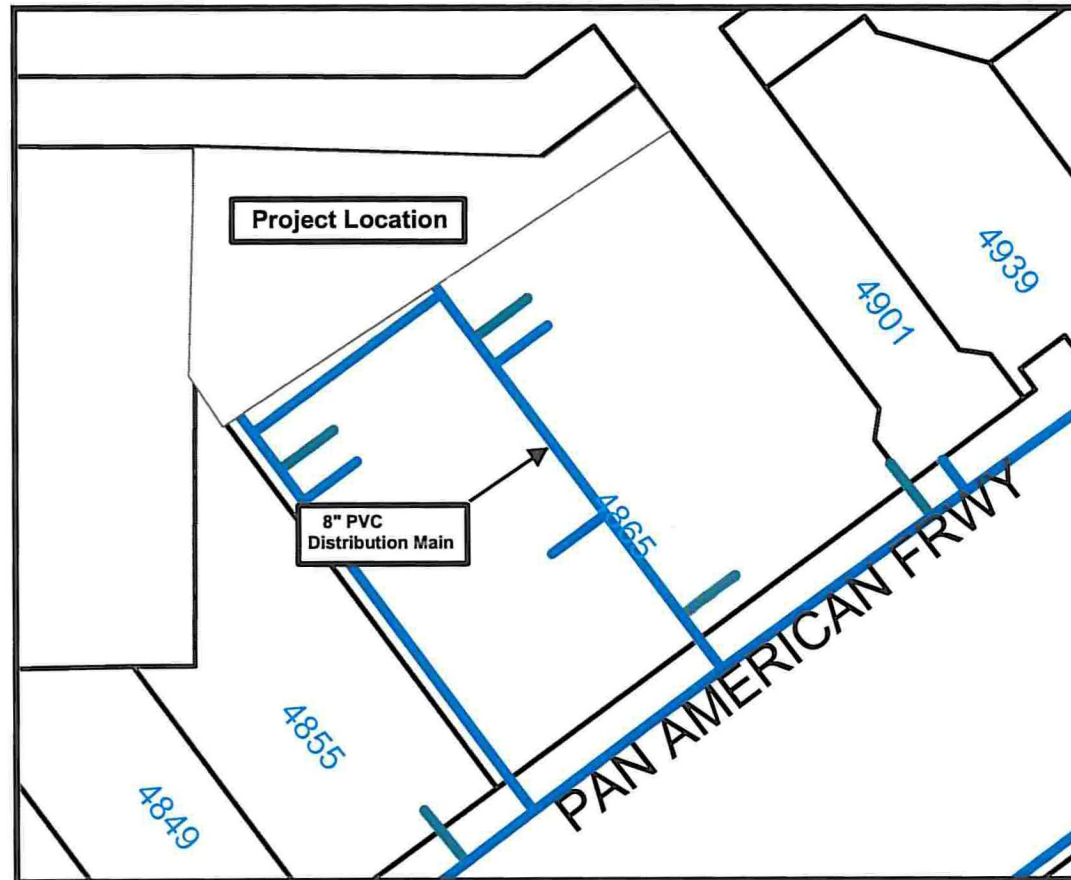 Project Location
4939
4901
8" PVC
Distribution Main
4865
PAN AMERICAN FRWY
4855
4849